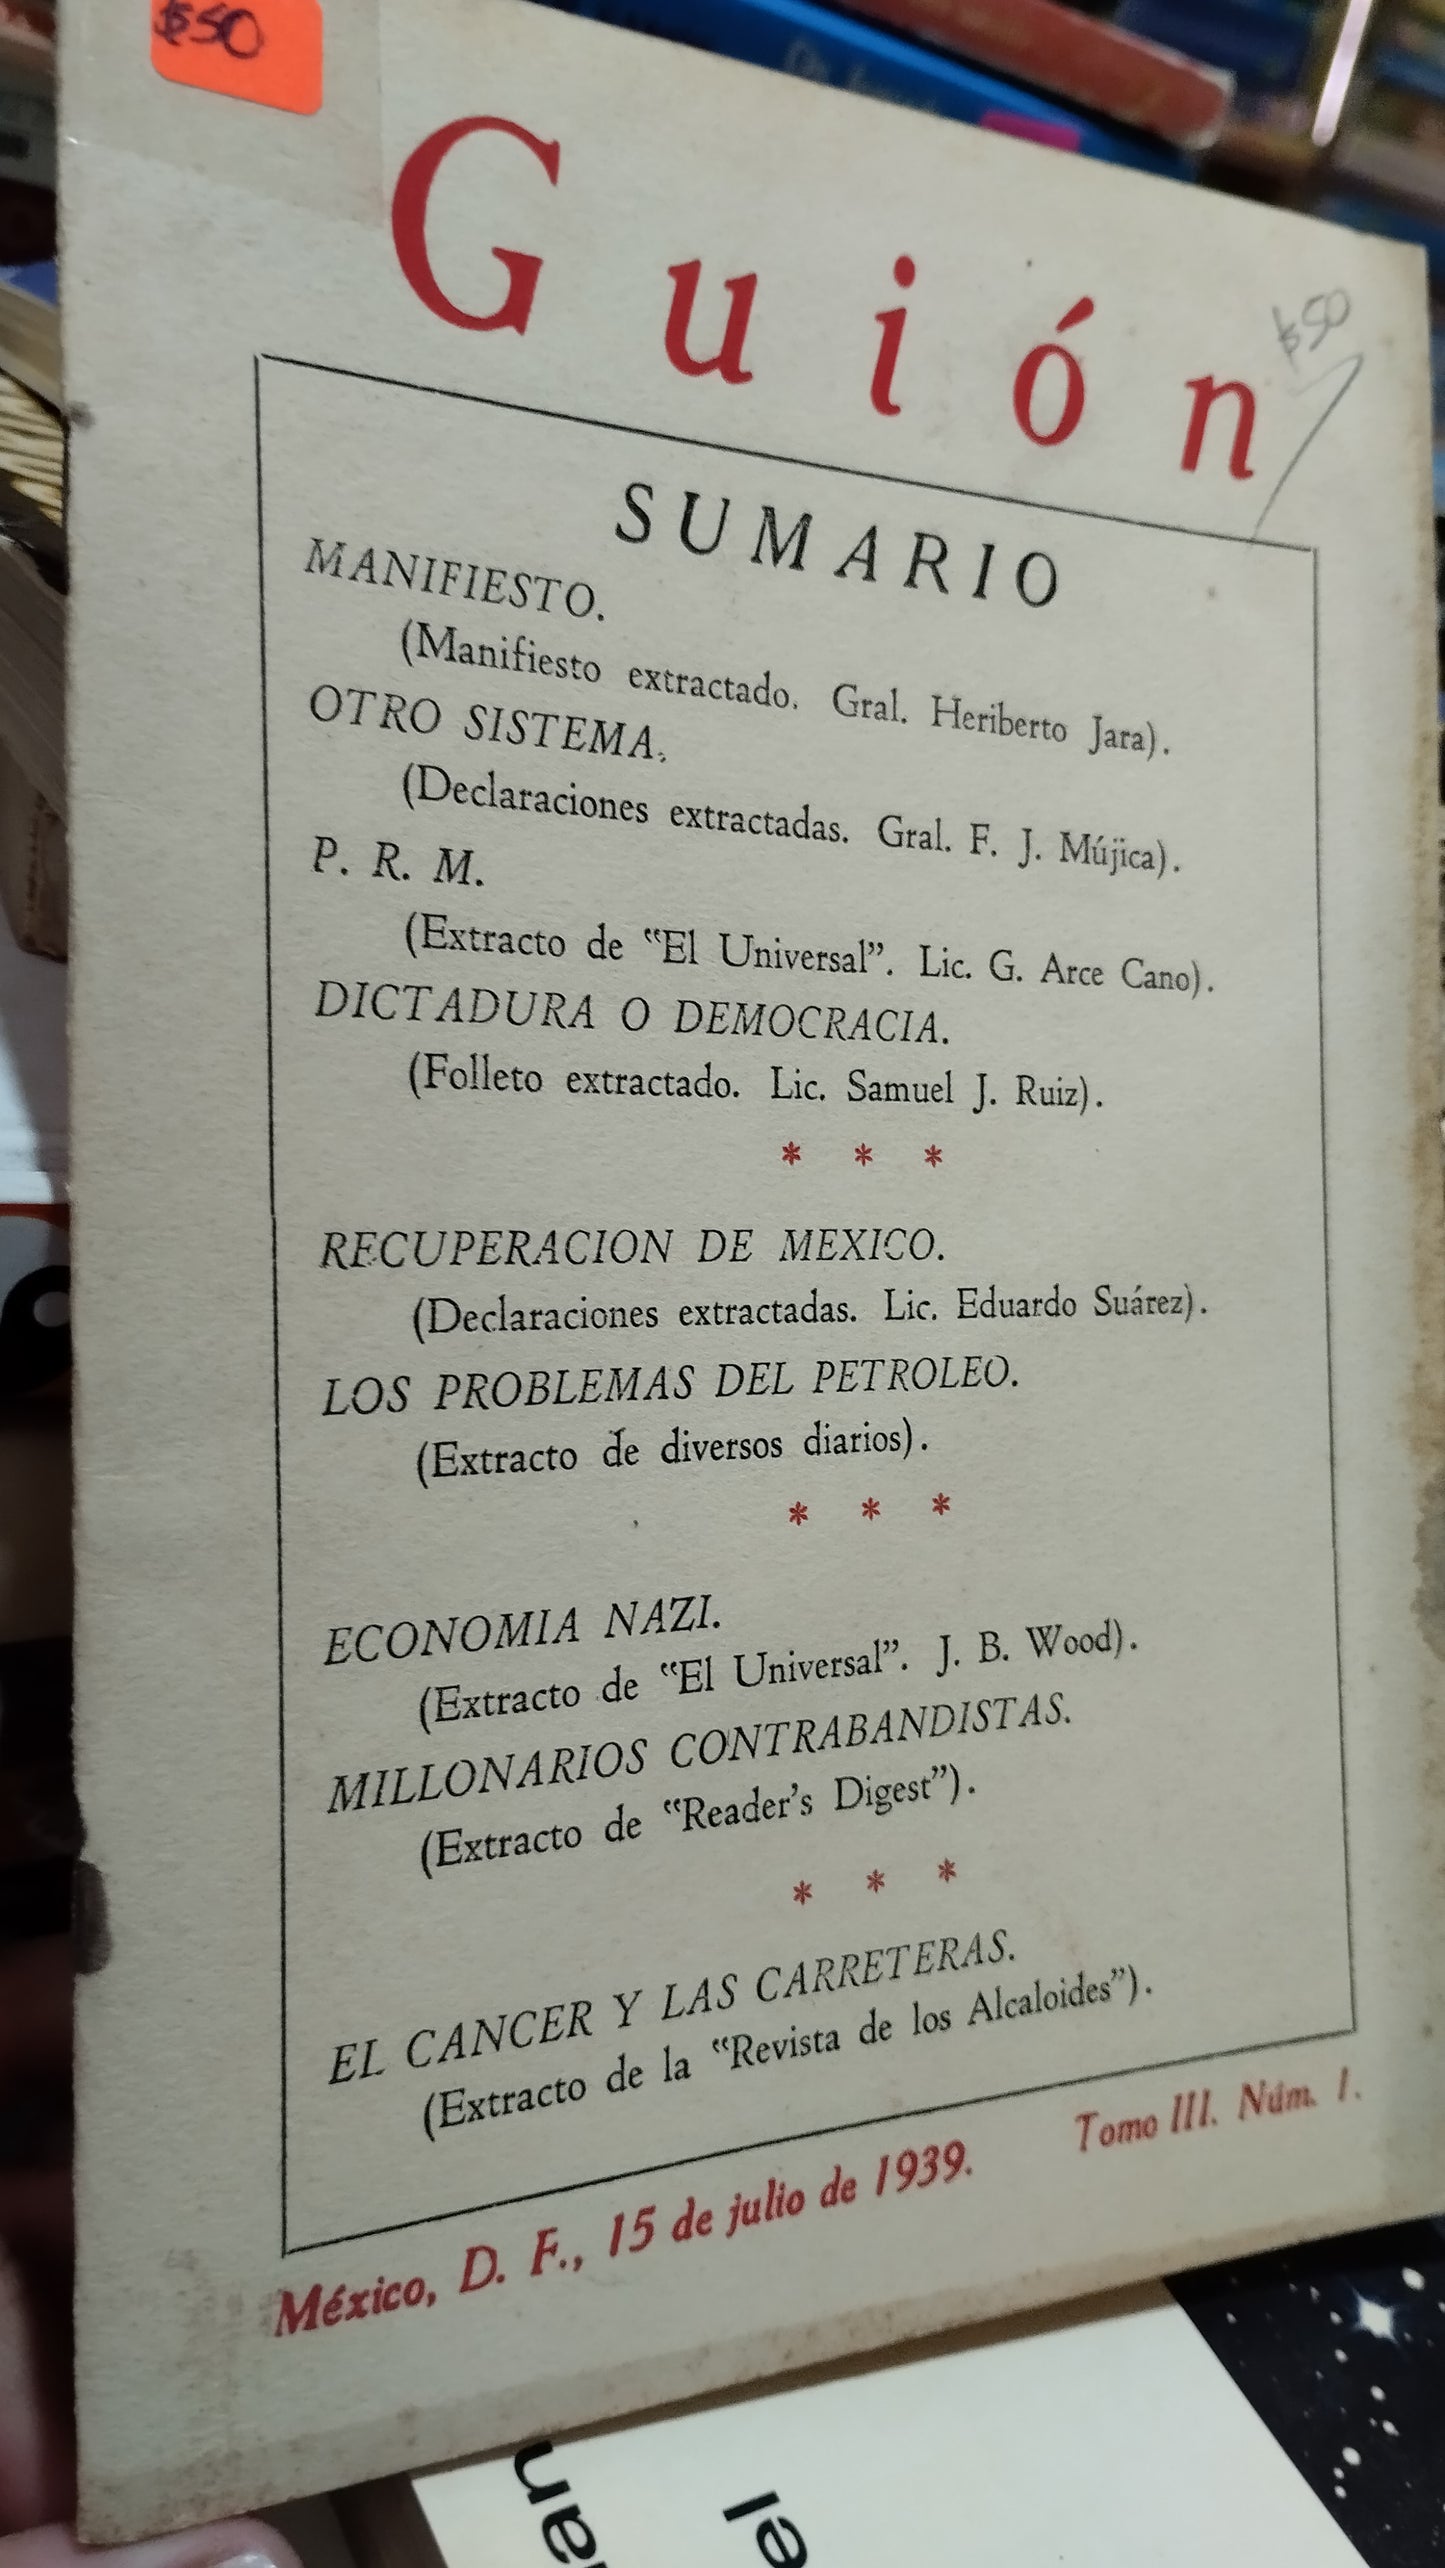 $50
Guión
$50
SUMARIO
MANIFIESTO.
(Manifiesto extractado. Gral. Heriberto Jara).
OTRO SISTEMA.
(Declaraciones extractadas. Gral. F. J. Mújica).
P. R. M.
(Extracto de "El Universal". Lic. G. Arce Cano).
DICTADURA O DEMOCRACIA.
(Folleto extractado. Lic. Samuel J. Ruiz).
* * *
RECUPERACION DE MEXICO.
(Declaraciones extractadas. Lic. Eduardo Suárez).
LOS PROBLEMAS DEL PETROLEO.
(Extracto de diversos diarios).
* * *
ECONOMIA NAZI.
(Extracto de "El Universal". J. B. Wood).
MILLONARIOS CONTRABANDISTAS.
(Extracto de "Reader's Digest").
* * *
EL CANCER Y LAS CARRETERAS.
(Extracto de la "Revista de los Alcaloides").
México, D. F., 15 de julio de 1939. Tomo III. Núm. 1.
el